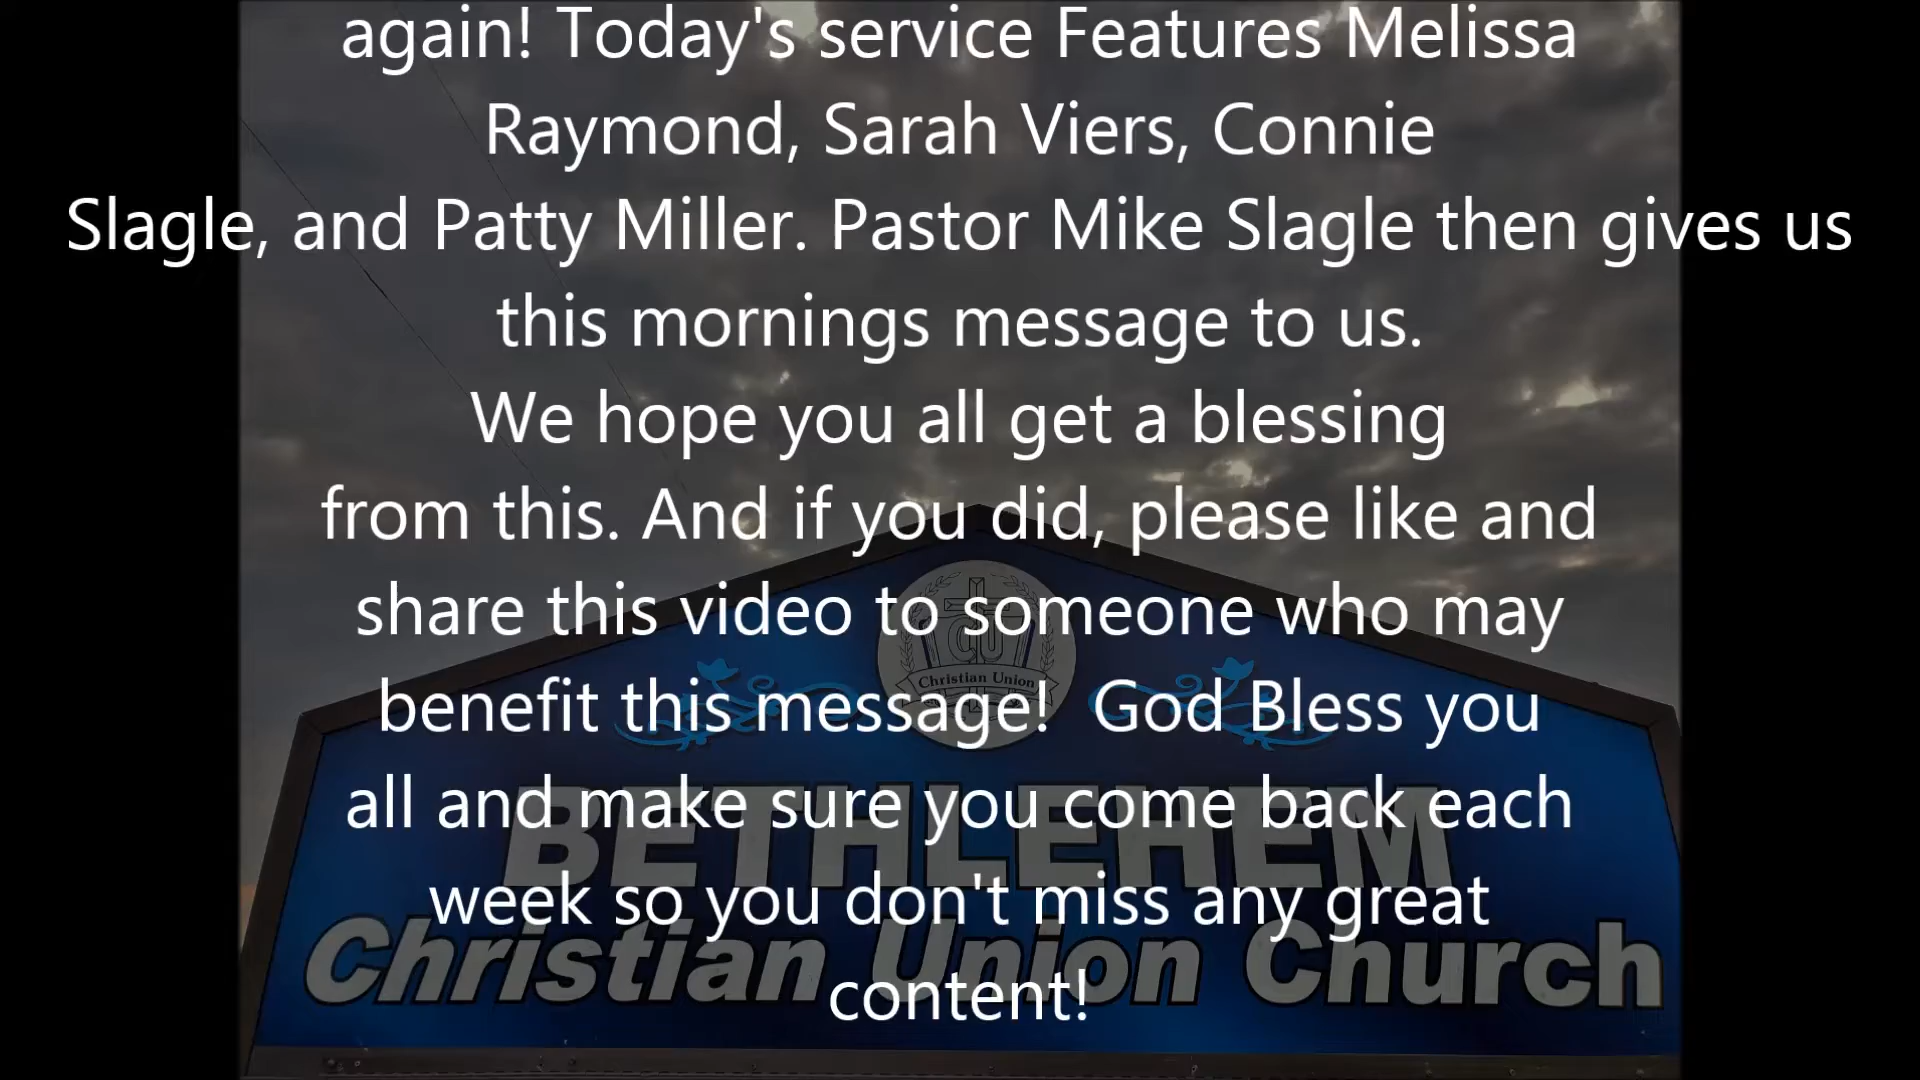 again! Today's service Features Melissa
Raymond, Sarah Viers, Connie
Slagle, and Patty Miller. Pastor Mike Slagle then gives us
this mornings message to us.
We hope you all get a blessing
from this. And if you did, please like and
share this video to someone who may
benefit this message!  God Bless you
all and make sure you come back each
week so you don't miss any great
content!
CU
Christian Union
BETHLEHEM
Christian Union Church